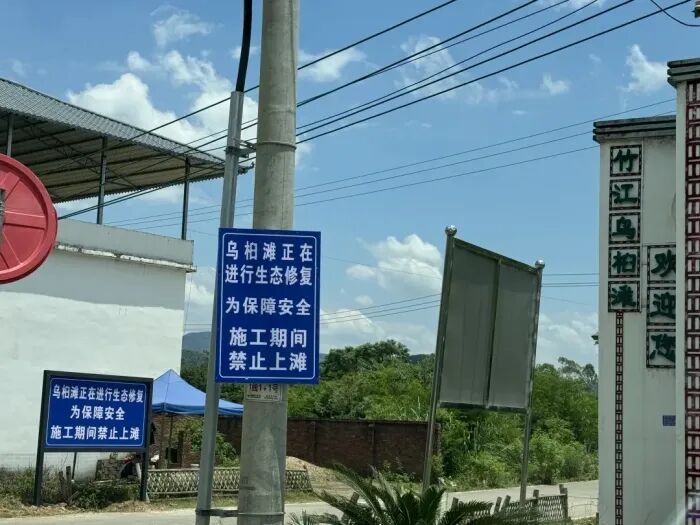 乌桕滩正在
进行生态修复
为保障安全
施工期间
禁止上滩
乌桕滩正在进行生态修复
为保障安全
施工期间禁止上滩
竹江乌桕滩
欢迎您